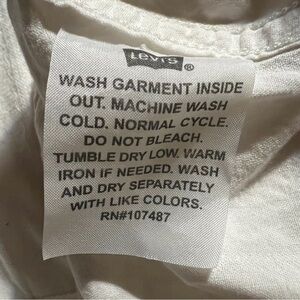 Levi's ®
WASH GARMENT INSIDE
OUT. MACHINE WASH
COLD. NORMAL CYCLE.
DO NOT BLEACH.
TUMBLE DRY LOW. WARM
IRON IF NEEDED. WASH
AND DRY SEPARATELY
WITH LIKE COLORS.
RN#107487